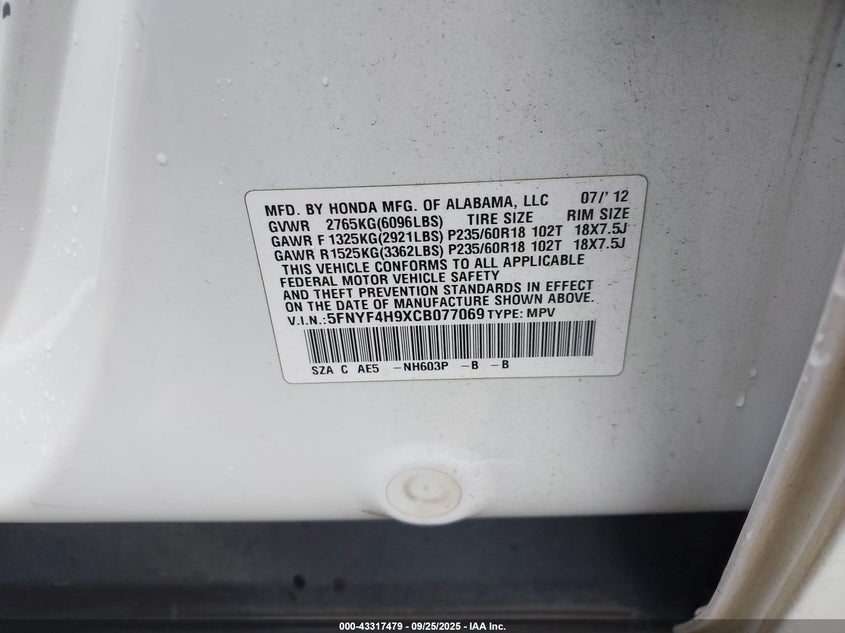 MFD. BY HONDA MFG. OF ALABAMA, LLC 07/'12
GVWR 2765KG(6096LBS) TIRE SIZE RIM SIZE
GAWR F 1325KG(2921LBS) P235/60R18 102T 18X7.5J
GAWR R1525KG(3362LBS) P235/60R18 102T 18X7.5J
THIS VEHICLE CONFORMS TO ALL APPLICABLE
FEDERAL MOTOR VEHICLE SAFETY
AND THEFT PREVENTION STANDARDS IN EFFECT
ON THE DATE OF MANUFACTURE SHOWN ABOVE.
V.I.N.:5FNYF4H9XCB077069 TYPE: MPV
SZA C AE5 -NH603P -B -B
000-43317479 - 09/25/2025 - IAA Inc.